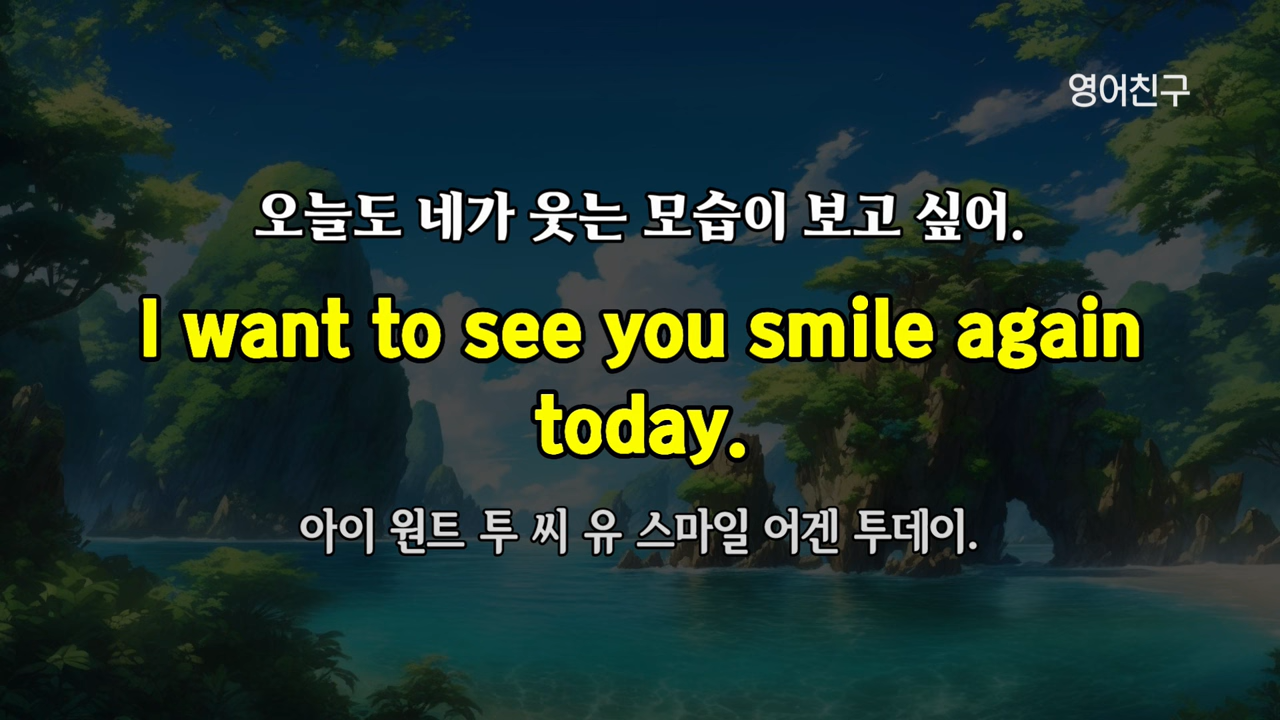 영어친구
오늘도 네가 웃는 모습이 보고 싶어.
I want to see you smile again
today.
아이 원트 투 씨 유 스마일 어겐 투데이.